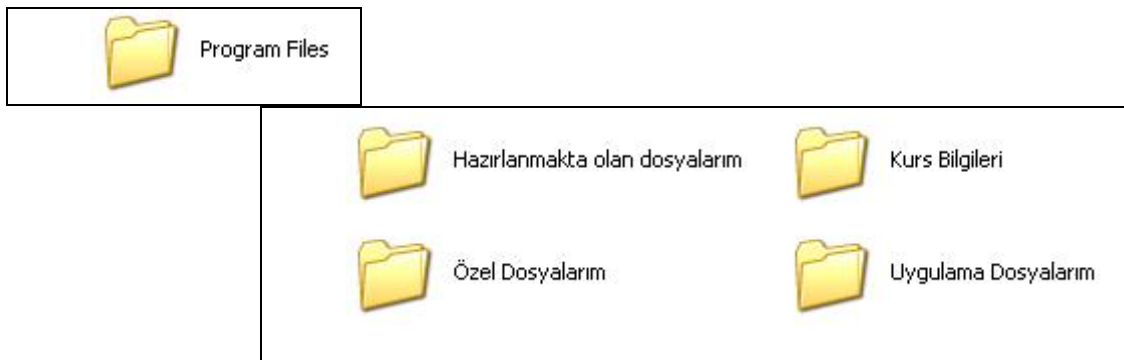 Program Files
Hazırlanmakta olan dosyalarım
Kurs Bilgileri
Özel Dosyalarım
Uygulama Dosyalarım